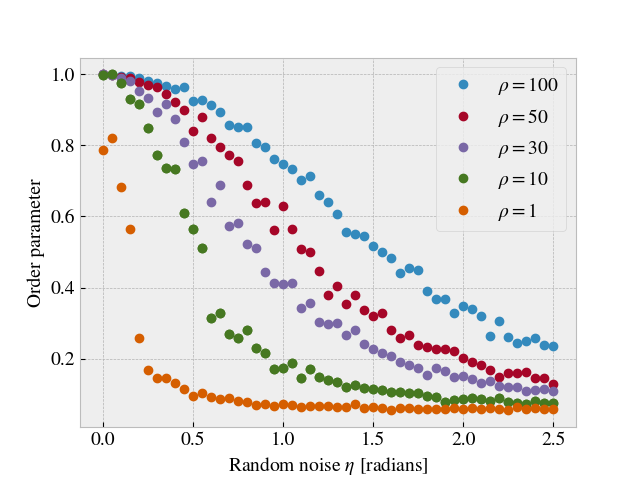 1.0
0.8
0.6
0.4
0.2
Order parameter
0.0
0.5
1.0
1.5
2.0
2.5
Random noise η [radians]
ρ = 100
ρ = 50
ρ = 30
ρ = 10
ρ = 1